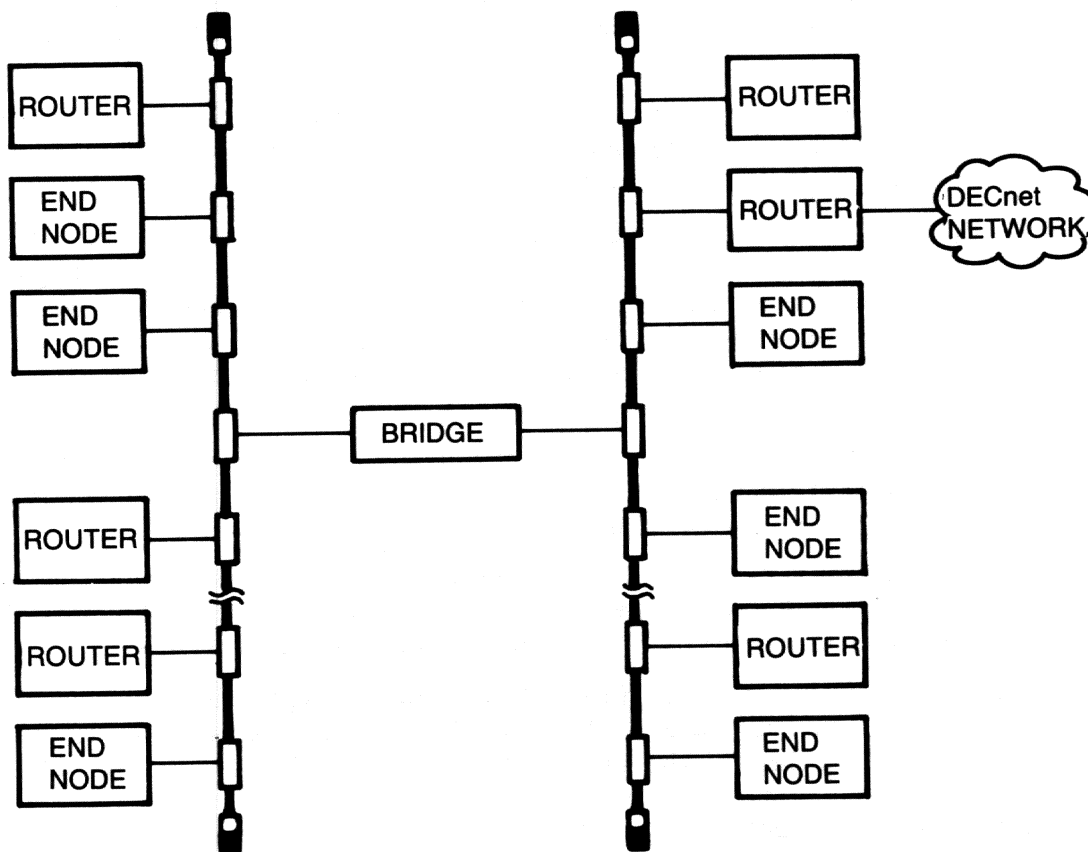 ROUTER
END
NODE
END
NODE
ROUTER
ROUTER
END
NODE
BRIDGE
ROUTER
ROUTER
DECnet
NETWORK
END
NODE
END
NODE
ROUTER
END
NODE